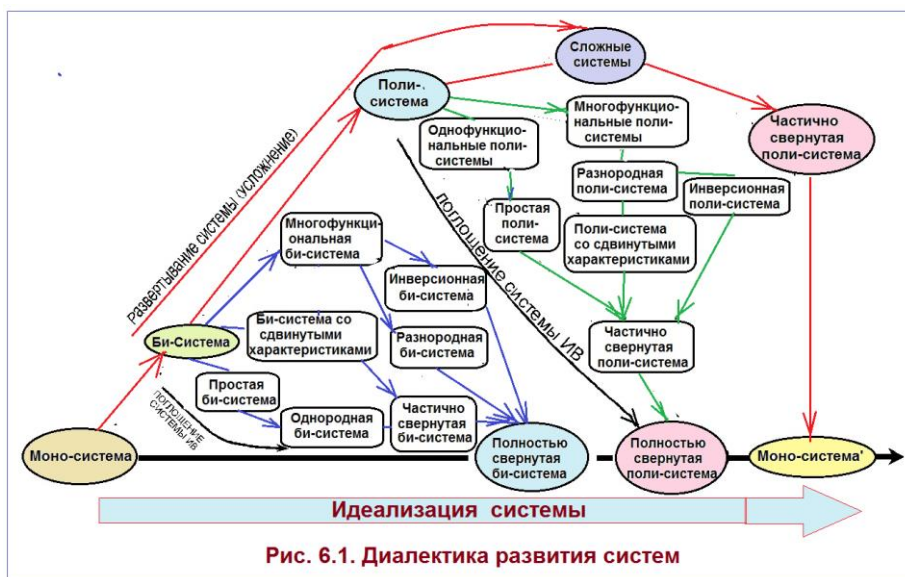 Сложные
системы
Поли-
система
Многофункцио-
нальные поли-
системы
Однофункци-
ональные поли-
системы
Частично
свернутая
поли-система
Развертывание системы (усложнение)
поглощение системы ИВ
Разнородная
поли-система
Инверсионная
поли-система
Простая
поли-
система
Поли-система
со сдвинутыми
характеристиками
Многофункци-
ональная
би-система
Инверсионная
би-система
Би-Система
Би-система со
сдвинутыми
характеристиками
Разнородная
би-система
Частично
свернутая
поли-система
Простая
би-система
поглощение
системы ИВ
Однородная
би-система
Частично
свернутая
би-система
Моно-система
Полностью
свернутая
би-система
Полностью
свернутая
поли-система
Моно-система'
Идеализация системы
Рис. 6.1. Диалектика развития систем